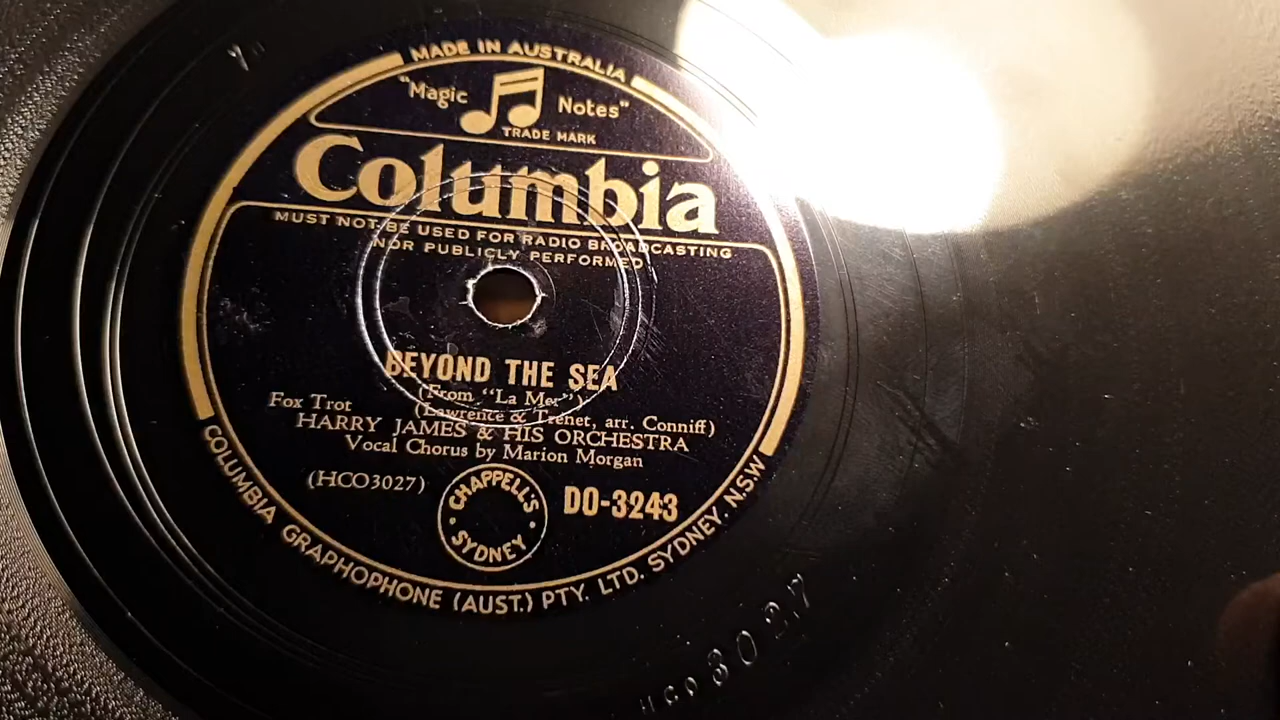 MADE IN AUSTRALIA
"Magic Notes"
TRADE MARK
Columbia
MUST NOT BE USED FOR RADIO BROADCASTING
NOR PUBLICLY PERFORMED
BEYOND THE SEA
(From "La Mer")
Fox Trot (Lawrence & Trenet, arr. Conniff)
HARRY JAMES & HIS ORCHESTRA
Vocal Chorus by Marion Morgan
(HCO3027)
CHAPPELL'S
SYDNEY
DO-3243
COLUMBIA GRAPHOPHONE (AUST.) PTY. LTD. SYDNEY. N.S.W.
HCO 3027